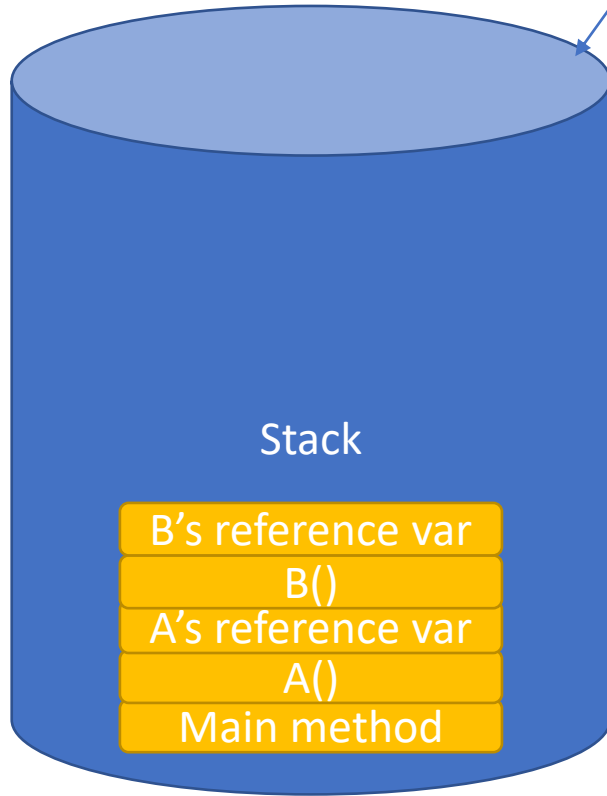 Stack
B’s reference var
B()
A’s reference var
A()
Main method